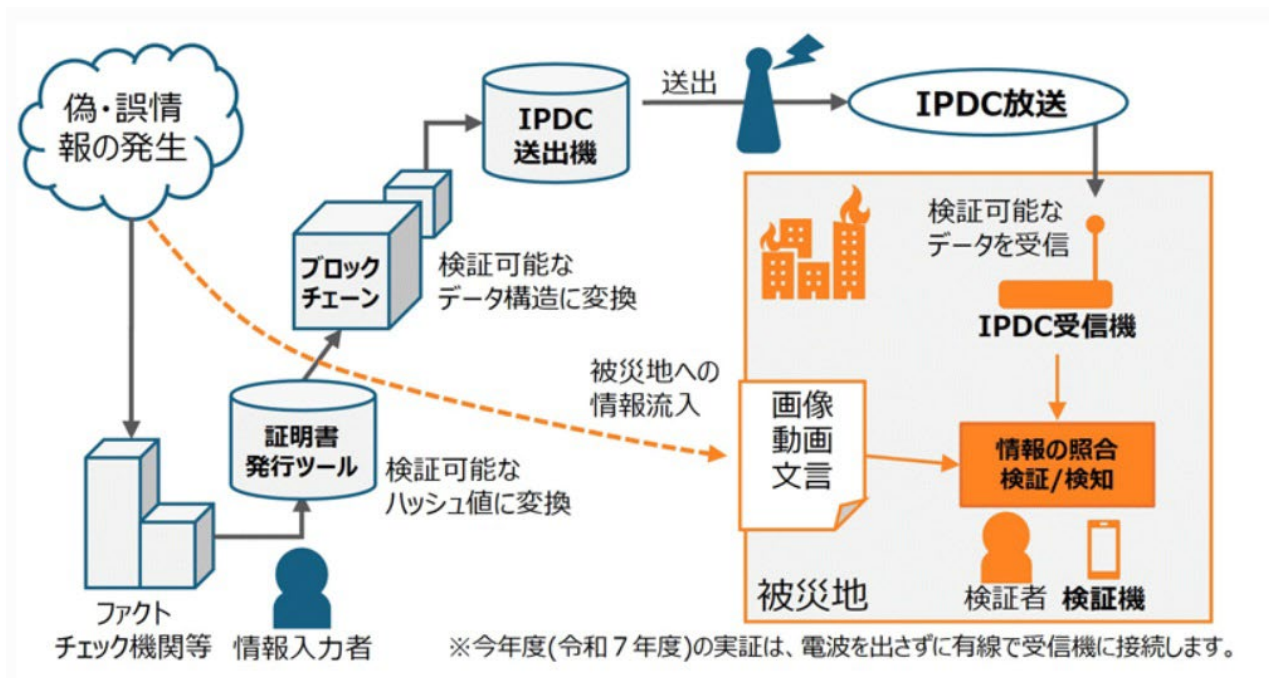 偽・誤情
報の発生
IPDC
送出機
送出
IPDC放送
検証可能な
データを受信
ブロック
チェーン
検証可能な
データ構造に変換
IPDC受信機
被災地への
情報流入
画像
動画
文言
情報の照合
検証/検知
証明書
発行ツール
検証可能な
ハッシュ値に変換
被災地
検証者
検証機
ファクト
チェック機関等
情報入力者
※今年度(令和７年度)の実証は、電波を出さずに有線で受信機に接続します。